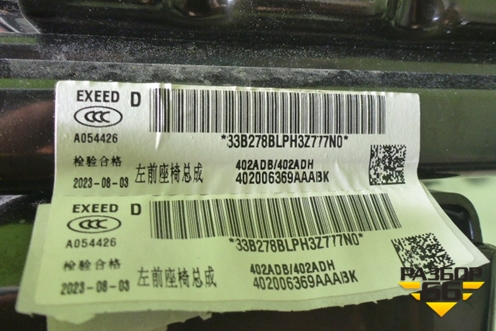 EXEED D
CCC
A054426
*33B278BLPH3Z777N0*
检验合格
2023-08-03
左前座椅总成
402ADB/402ADH
402006369AAABK
EXEED D
CCC
A054426
*33B278BLPH3Z777N0*
检验合格
2023-08-03
左前座椅总成
402ADB/402ADH
402006369AAABK
РАЗБОР
66